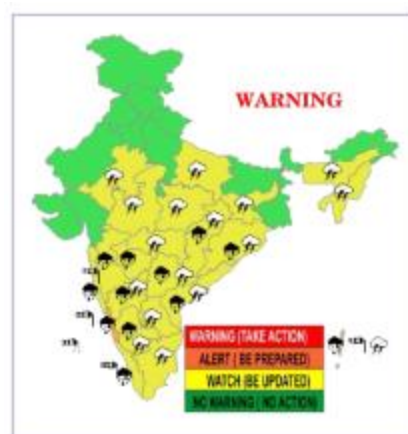 WARNING
WARNING (TAKE ACTION)
ALERT ( BE PREPARED)
WATCH (BE UPDATED)
NO WARNING ( NO ACTION)